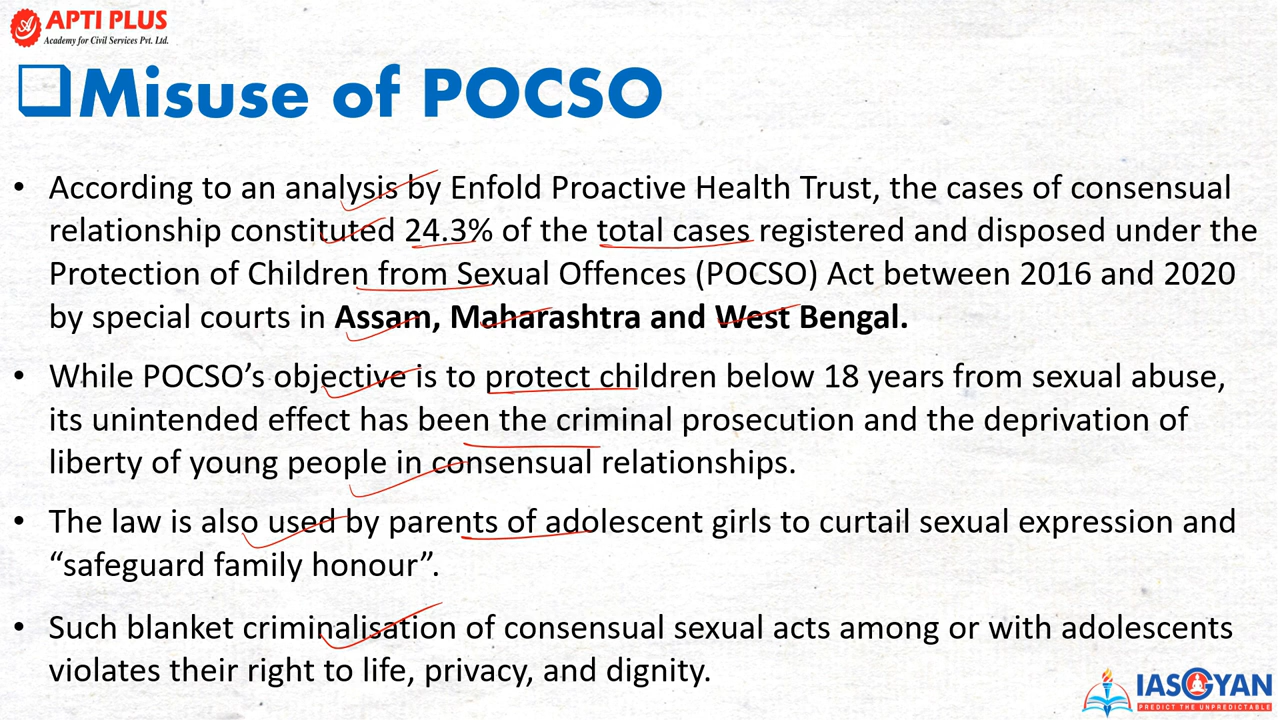 APTI PLUS
Academy for Civil Services Pvt. Ltd.
Misuse of POCSO
• According to an analysis by Enfold Proactive Health Trust, the cases of consensual
relationship constituted 24.3% of the total cases registered and disposed under the
Protection of Children from Sexual Offences (POCSO) Act between 2016 and 2020
by special courts in Assam, Maharashtra and West Bengal.
• While POCSO’s objective is to protect children below 18 years from sexual abuse,
its unintended effect has been the criminal prosecution and the deprivation of
liberty of young people in consensual relationships.
• The law is also used by parents of adolescent girls to curtail sexual expression and
“safeguard family honour”.
• Such blanket criminalisation of consensual sexual acts among or with adolescents
violates their right to life, privacy, and dignity.
IASGYAN
PREDICT THE UNPREDICTABLE